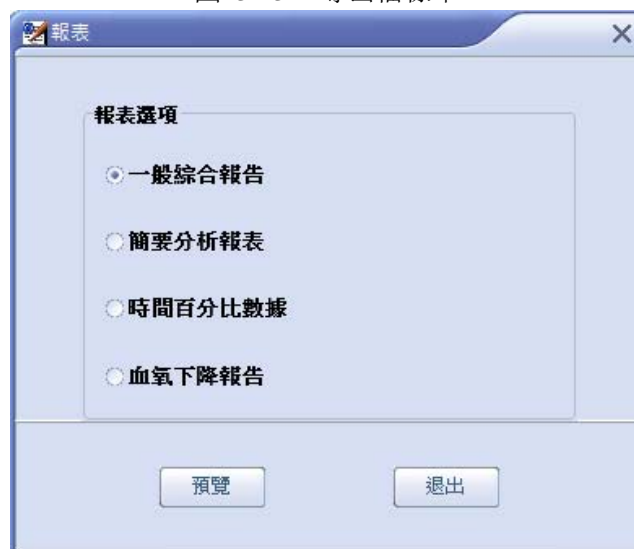 報表
報表選項
一般綜合報告
簡要分析報表
時間百分比數據
血氧下降報告
預覽
退出